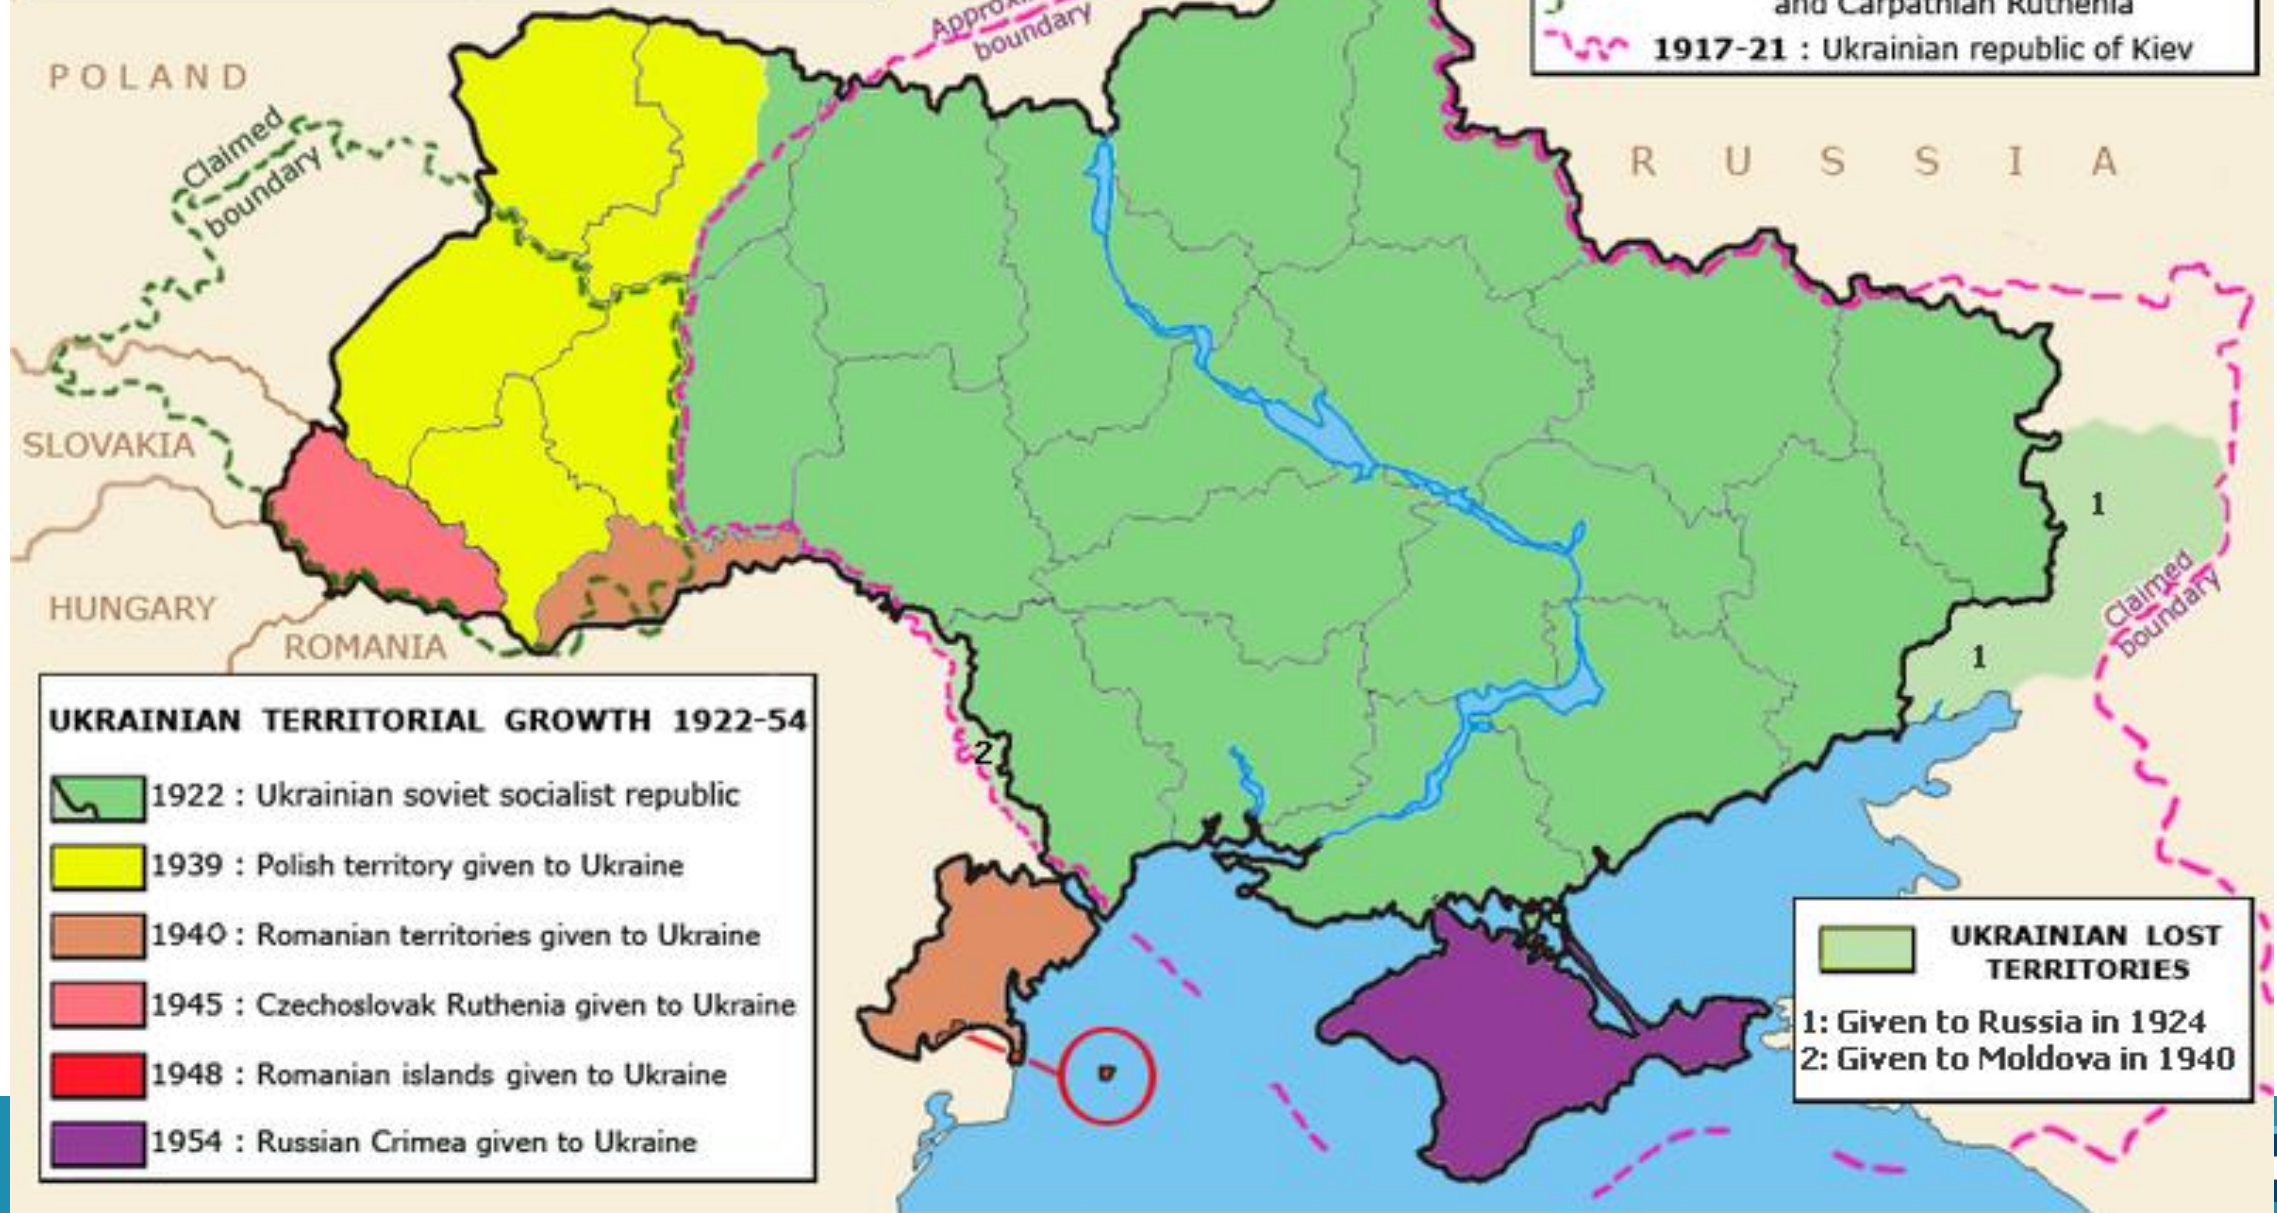 and Carpathian Ruthenia
1917-21 : Ukrainian republic of Kiev
boundary
POLAND
Claimed
boundary
RUSSIA
SLOVAKIA
HUNGARY
ROMANIA
1
1
Claimed
boundary
2
UKRAINIAN TERRITORIAL GROWTH 1922-54
1922 : Ukrainian soviet socialist republic
1939 : Polish territory given to Ukraine
1940 : Romanian territories given to Ukraine
1945 : Czechoslovak Ruthenia given to Ukraine
1948 : Romanian islands given to Ukraine
1954 : Russian Crimea given to Ukraine
UKRAINIAN LOST
TERRITORIES
1: Given to Russia in 1924
2: Given to Moldova in 1940